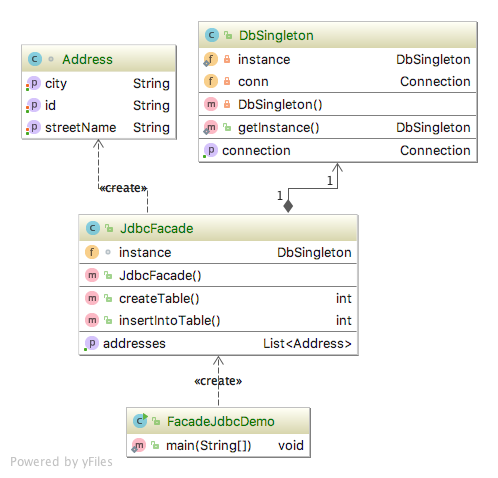 C Address
p city String
p id String
p streetName String
C DbSingleton
f instance DbSingleton
f conn Connection
m DbSingleton()
m getInstance() DbSingleton
p connection Connection
1
1
«create»
C JdbcFacade
f instance DbSingleton
m JdbcFacade()
m createTable() int
m insertIntoTable() int
p addresses List<Address>
«create»
C FacadeJdbcDemo
m main(String[]) void
Powered by yFiles